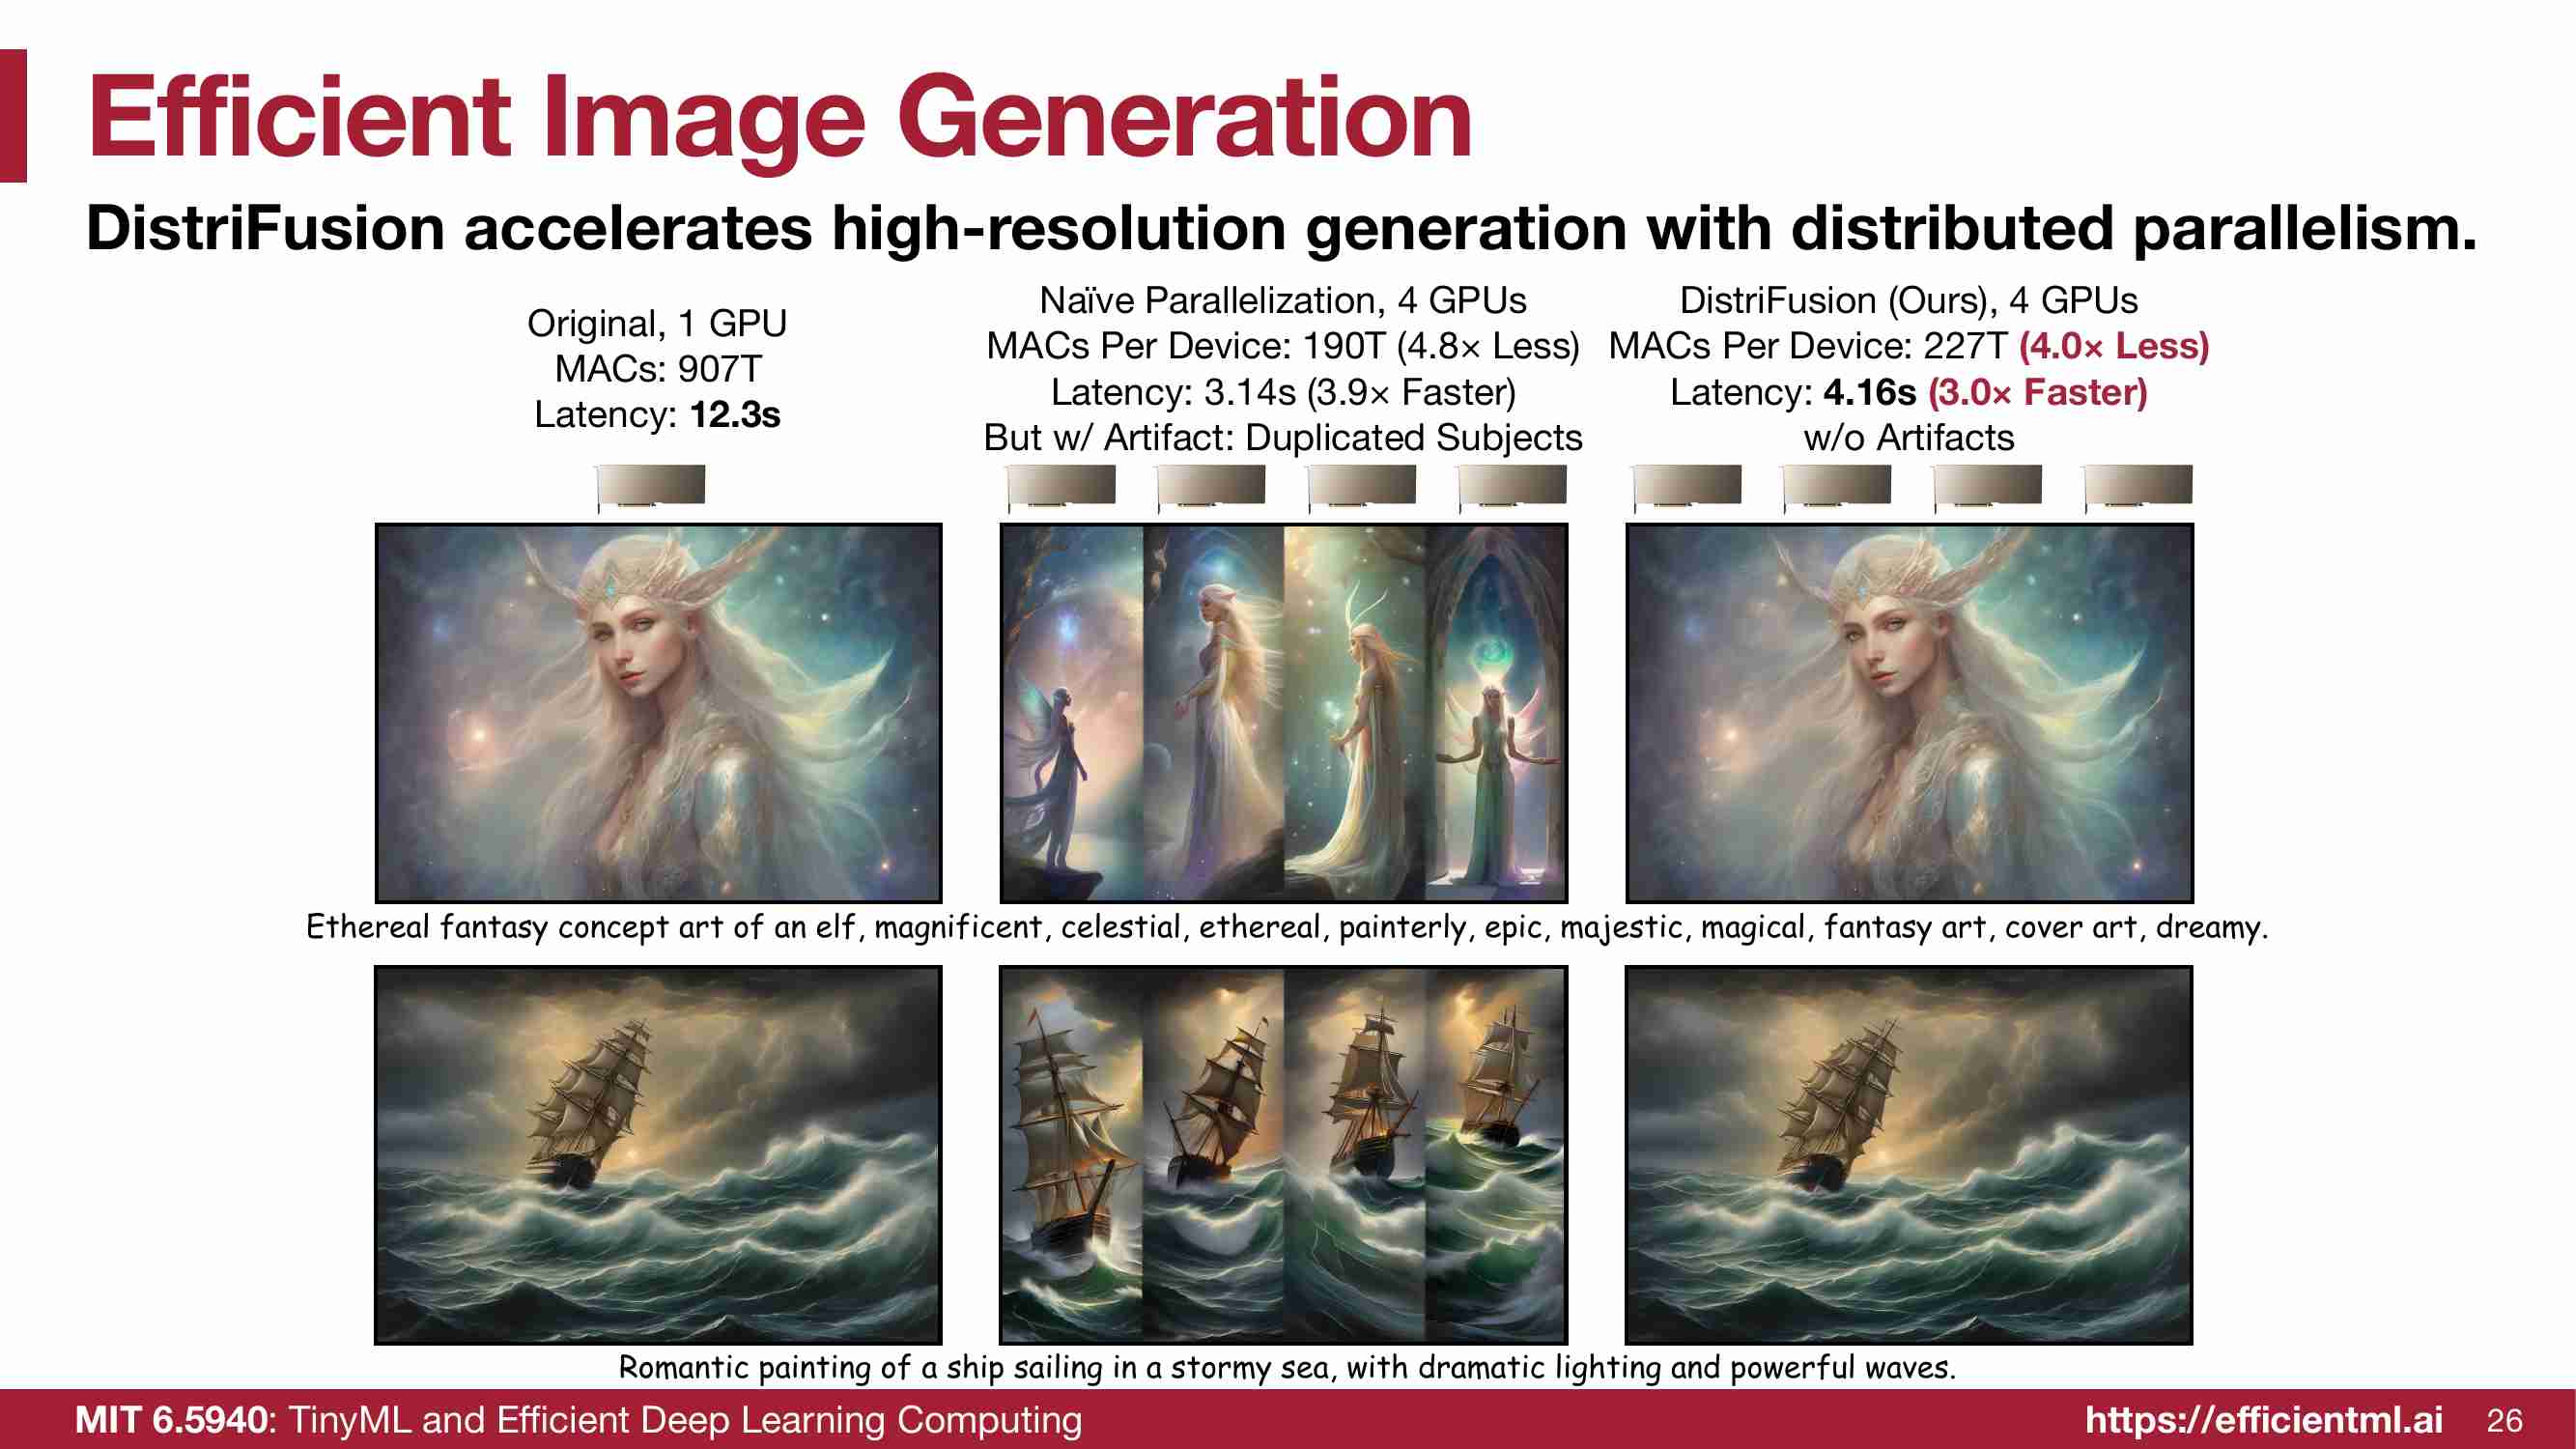 Efficient Image Generation
DistriFusion accelerates high-resolution generation with distributed parallelism.
Original, 1 GPU
MACs: 907T
Latency: 12.3s
Naïve Parallelization, 4 GPUs
MACs Per Device: 190T (4.8× Less)
Latency: 3.14s (3.9× Faster)
But w/ Artifact: Duplicated Subjects
DistriFusion (Ours), 4 GPUs
MACs Per Device: 227T (4.0× Less)
Latency: 4.16s (3.0× Faster)
w/o Artifacts
Ethereal fantasy concept art of an elf, magnificent, celestial, ethereal, painterly, epic, majestic, magical, fantasy art, cover art, dreamy.
Romantic painting of a ship sailing in a stormy sea, with dramatic lighting and powerful waves.
MIT 6.5940: TinyML and Efficient Deep Learning Computing
https://efficientml.ai
26